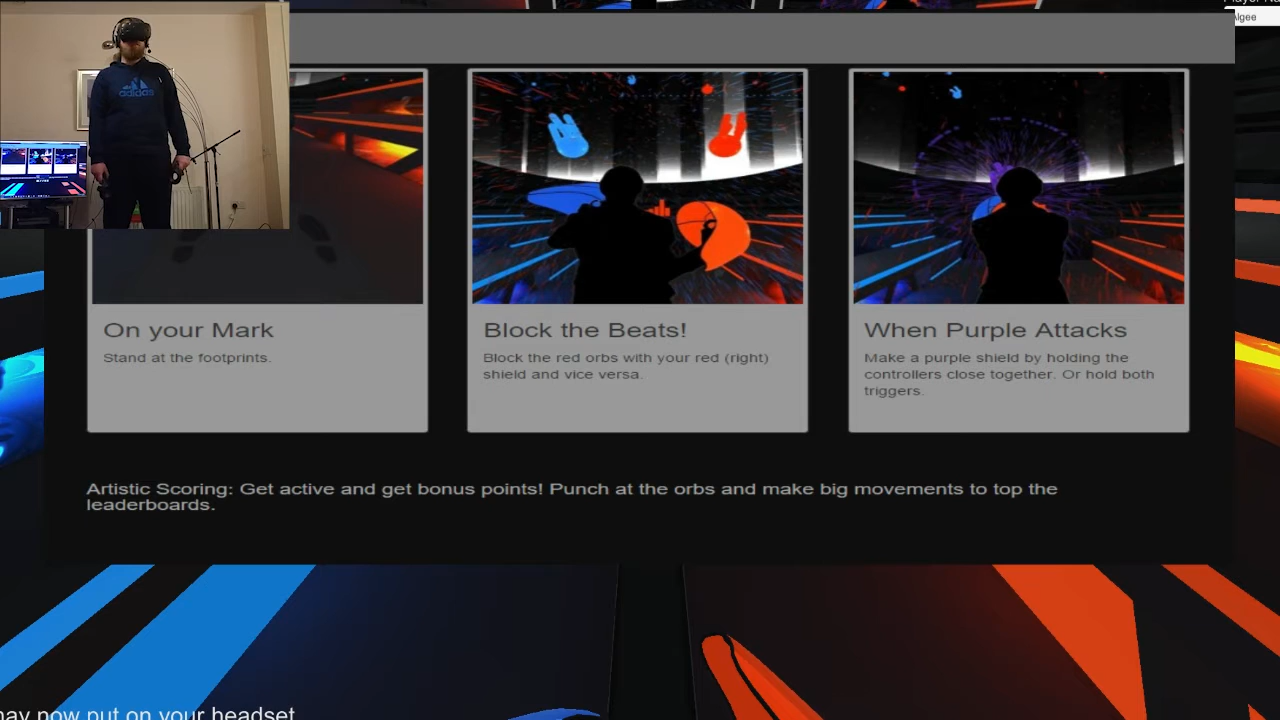 adidas
On your Mark
Stand at the footprints.
Block the Beats!
Block the red orbs with your red (right)
shield and vice versa.
When Purple Attacks
Make a purple shield by holding the
controllers close together. Or hold both
triggers.
Artistic Scoring: Get active and get bonus points! Punch at the orbs and make big movements to top the
leaderboards.
now put on your headset